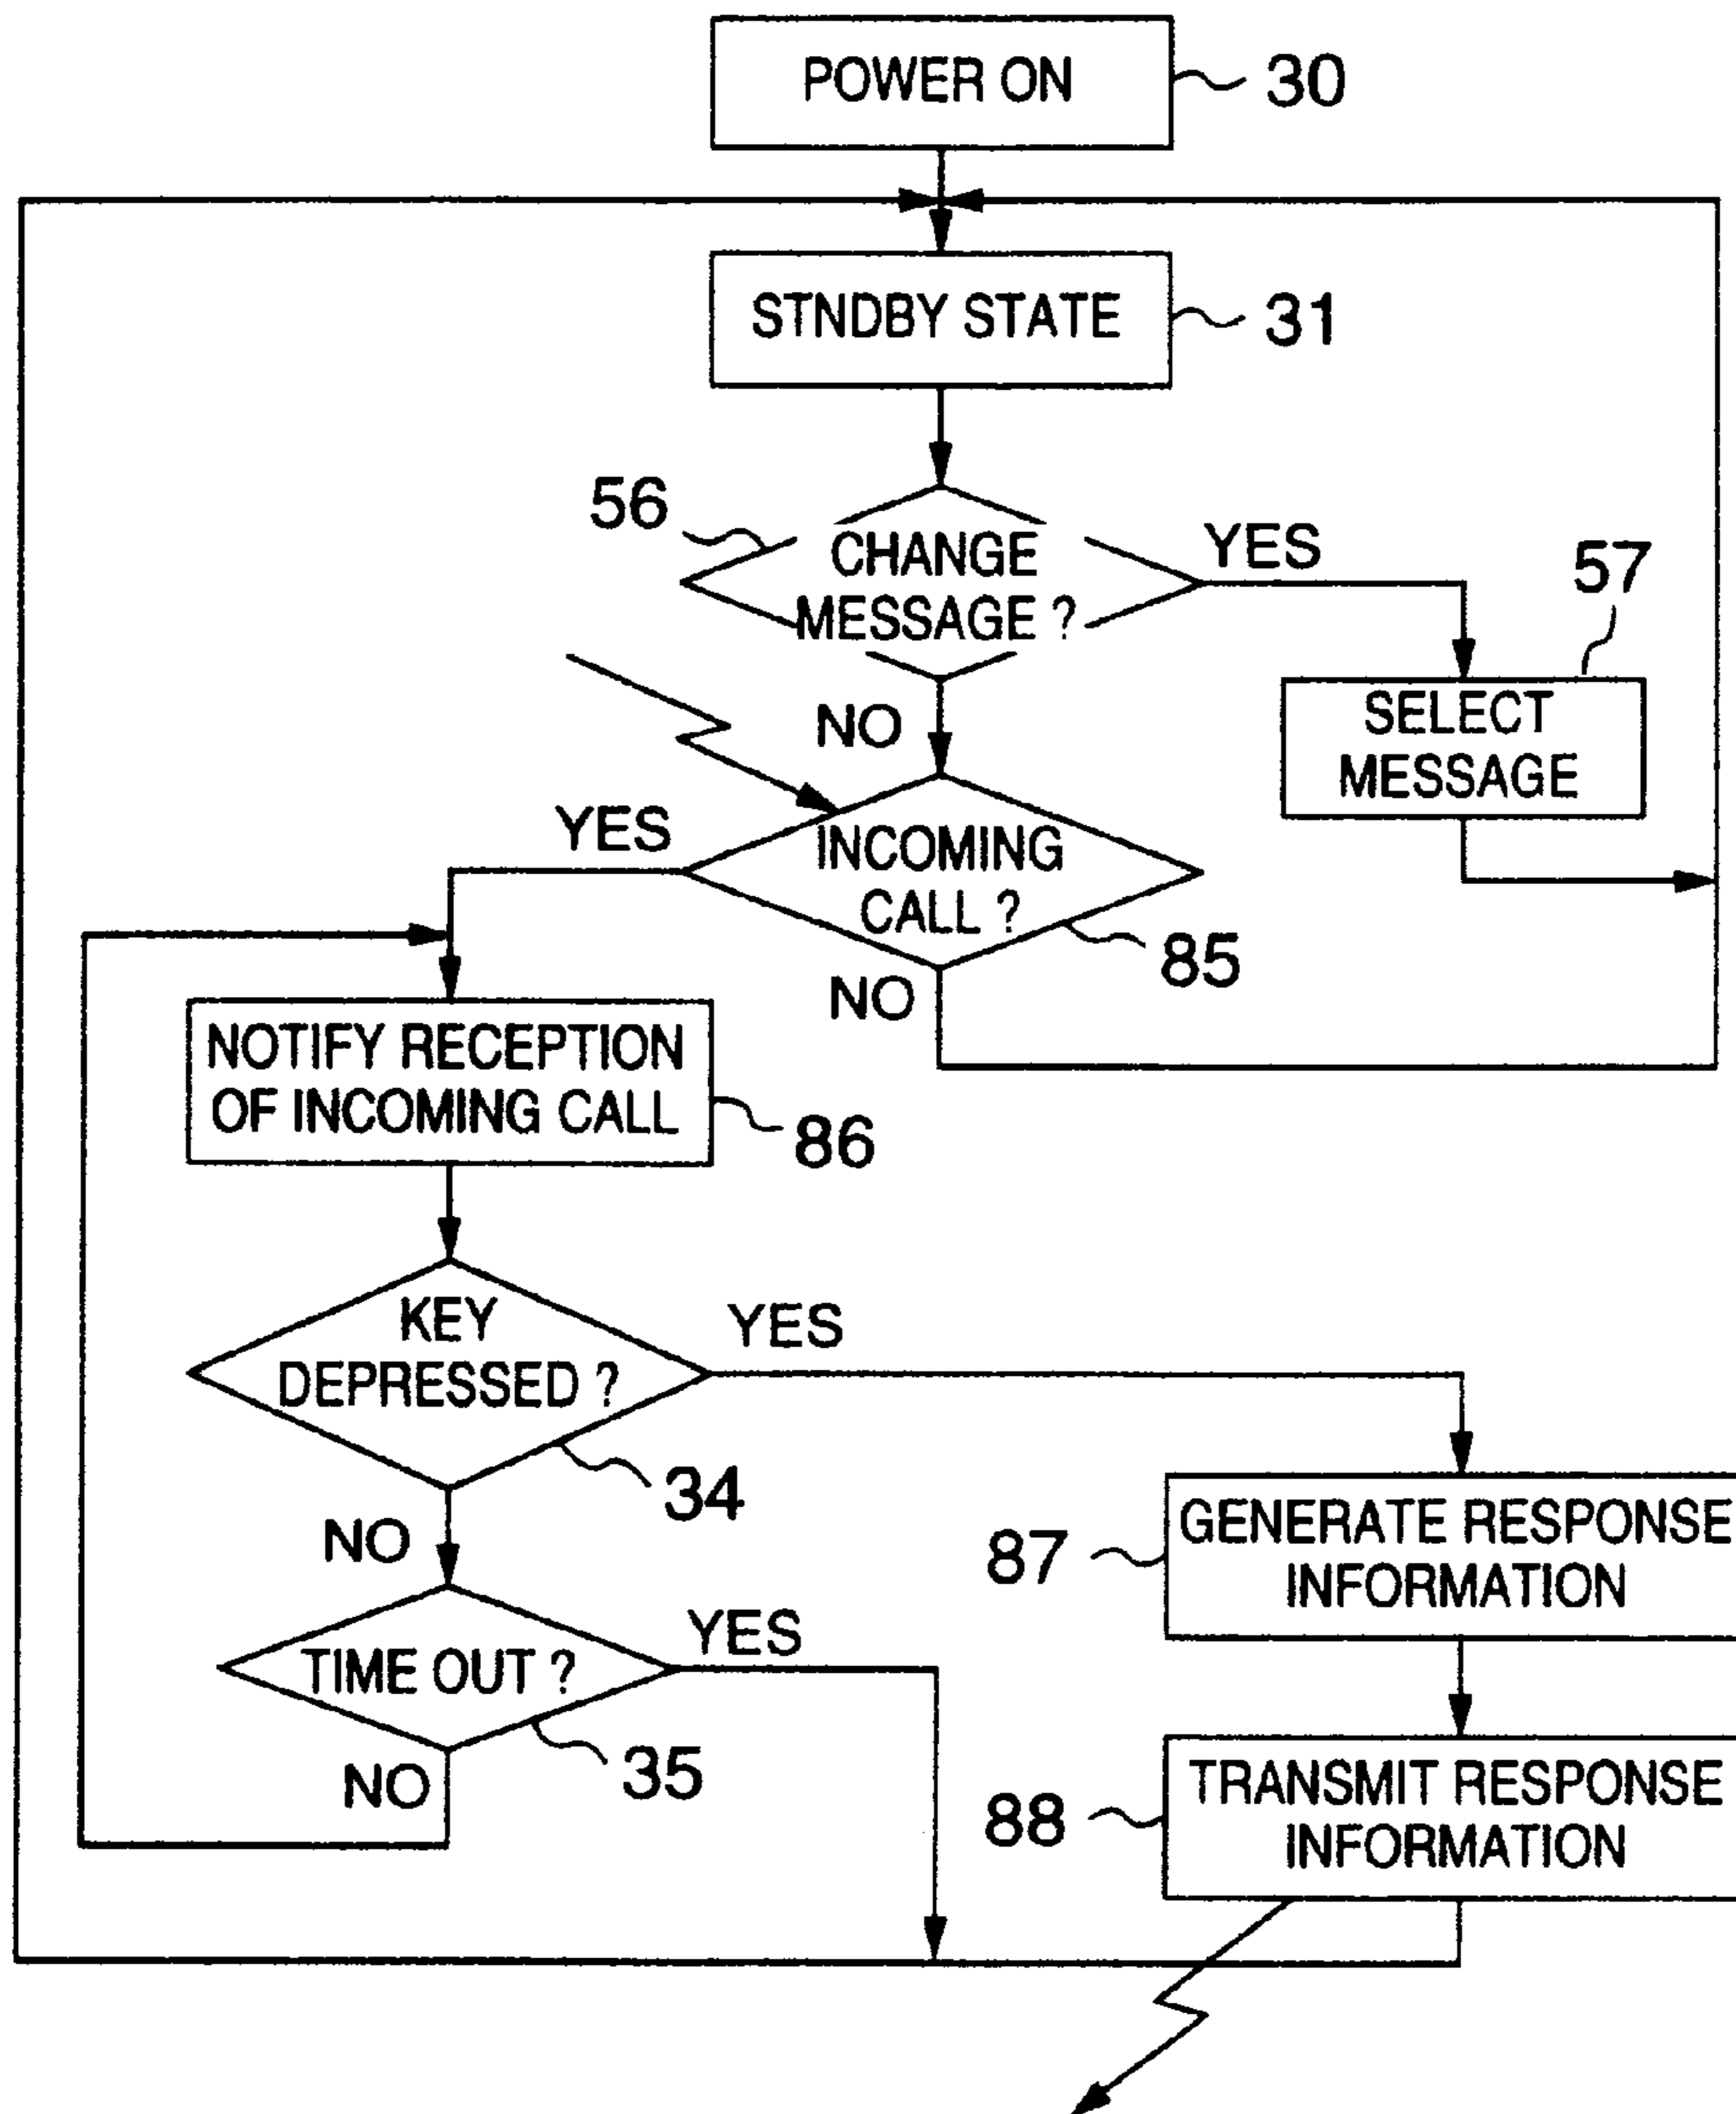 POWER ON
30
STNDBY STATE
31
56
CHANGE
MESSAGE ?
YES
57
SELECT
MESSAGE
NO
YES
INCOMING
CALL ?
85
NO
NOTIFY RECEPTION
OF INCOMING CALL
86
KEY
DEPRESSED ?
YES
34
NO
87
GENERATE RESPONSE
INFORMATION
TIME OUT ?
YES
35
NO
88
TRANSMIT RESPONSE
INFORMATION